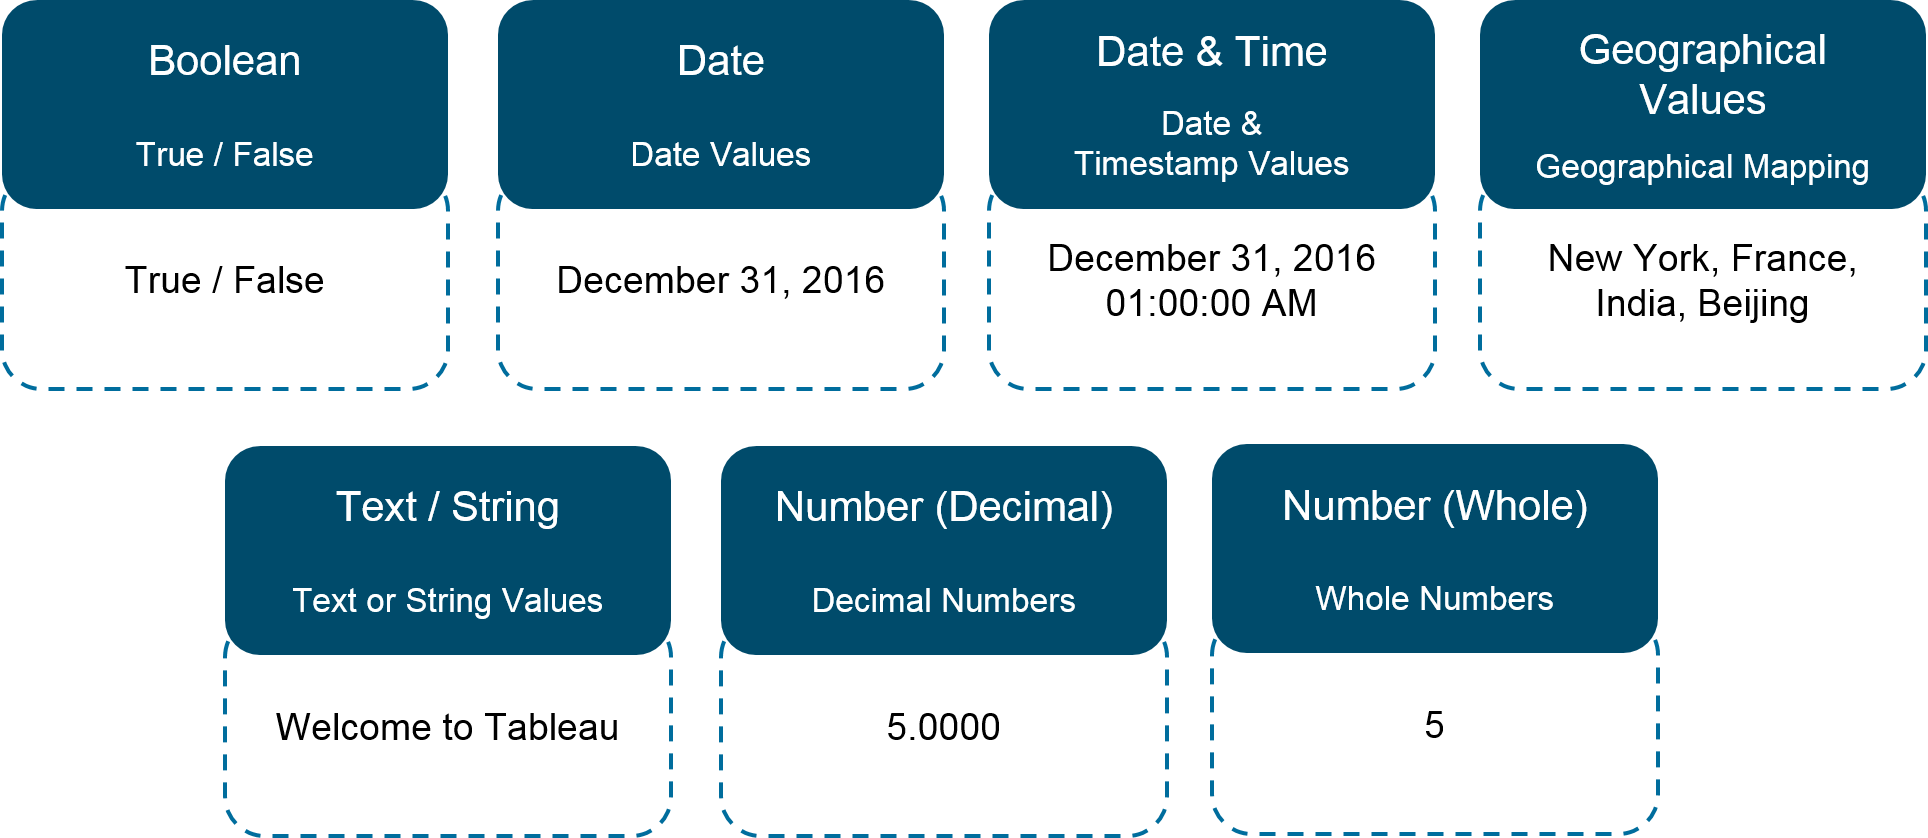 Boolean
True / False
True / False
Date
Date Values
December 31, 2016
Date & Time
Date &
Timestamp Values
December 31, 2016
01:00:00 AM
Geographical
Values
Geographical Mapping
New York, France,
India, Beijing
Text / String
Text or String Values
Welcome to Tableau
Number (Decimal)
Decimal Numbers
5.0000
Number (Whole)
Whole Numbers
5